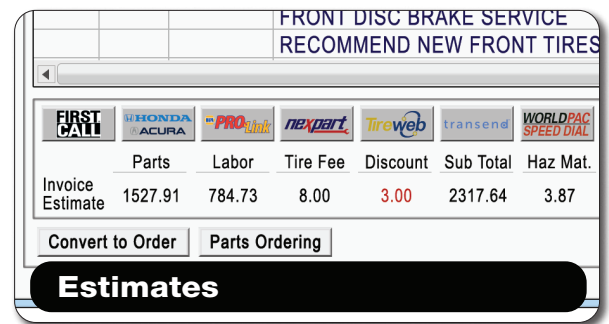 FRONT DISC BRAKE SERVICE
RECOMMEND NEW FRONT TIRES
FIRST CALL HONDA ACURA PROLink nexpart Tireweb transend WORLDPAC SPEED DIAL
Parts Labor Tire Fee Discount Sub Total Haz Mat.
Invoice Estimate 1527.91 784.73 8.00 3.00 2317.64 3.87
Convert to Order Parts Ordering
Estimates